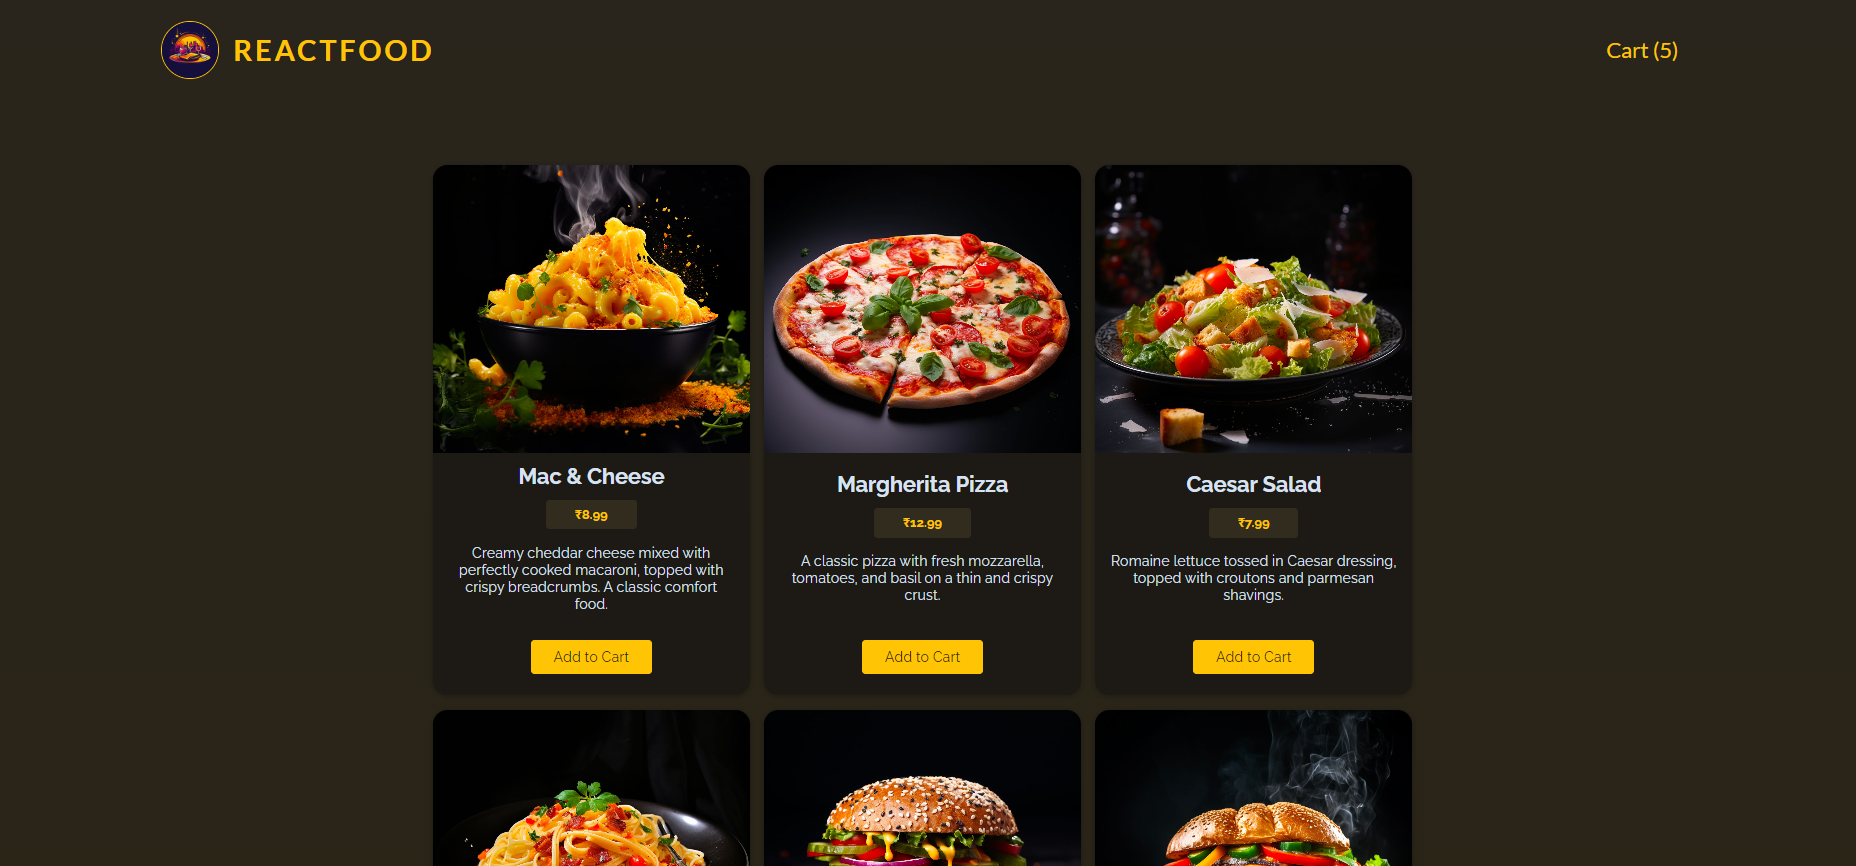 REACTFOOD
Cart (5)
Mac & Cheese
₹8.99
Creamy cheddar cheese mixed with
perfectly cooked macaroni, topped with
crispy breadcrumbs. A classic comfort
food.
Add to Cart
Margherita Pizza
₹12.99
A classic pizza with fresh mozzarella,
tomatoes, and basil on a thin and crispy
crust.
Add to Cart
Caesar Salad
₹7.99
Romaine lettuce tossed in Caesar dressing,
topped with croutons and parmesan
shavings.
Add to Cart